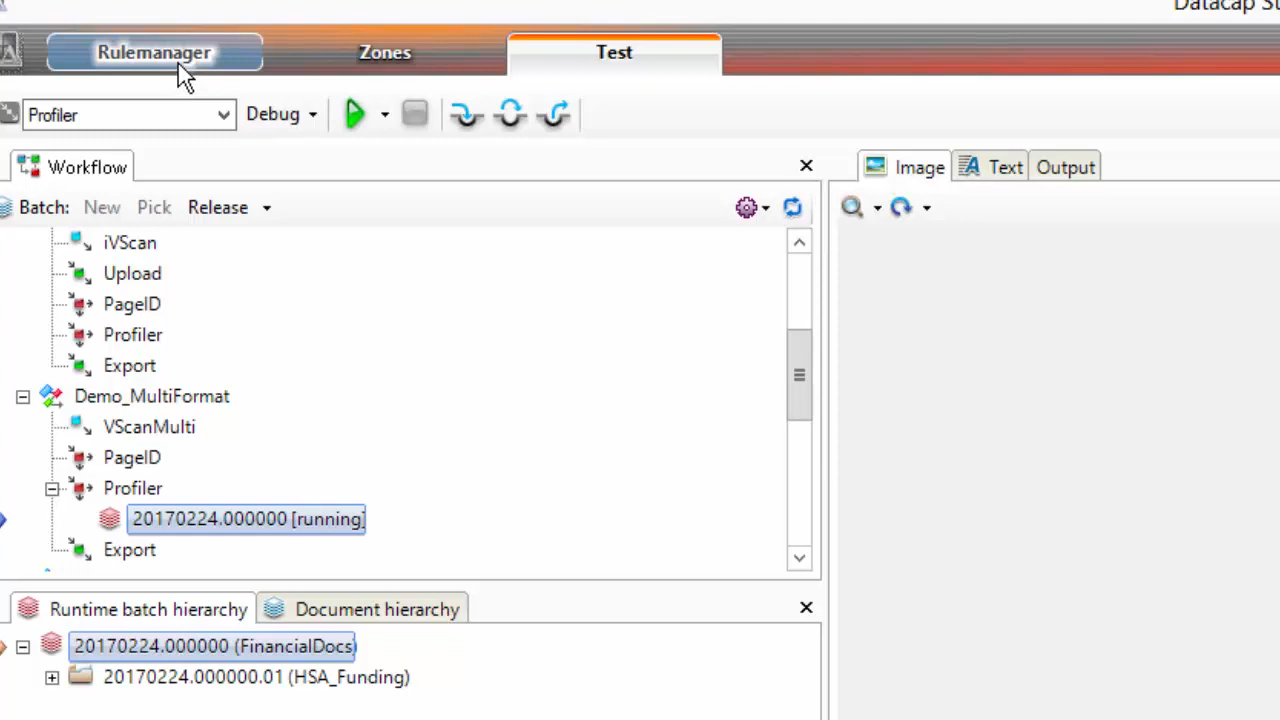 Datacap St
Rulemanager Zones Test
Profiler Debug
Workflow
Image Text Output
Batch: New Pick Release
iVScan
Upload
PageID
Profiler
Export
Demo_MultiFormat
VScanMulti
PageID
Profiler
20170224.000000 [running]
Export
Runtime batch hierarchy Document hierarchy
20170224.000000 (FinancialDocs)
20170224.000000.01 (HSA_Funding)